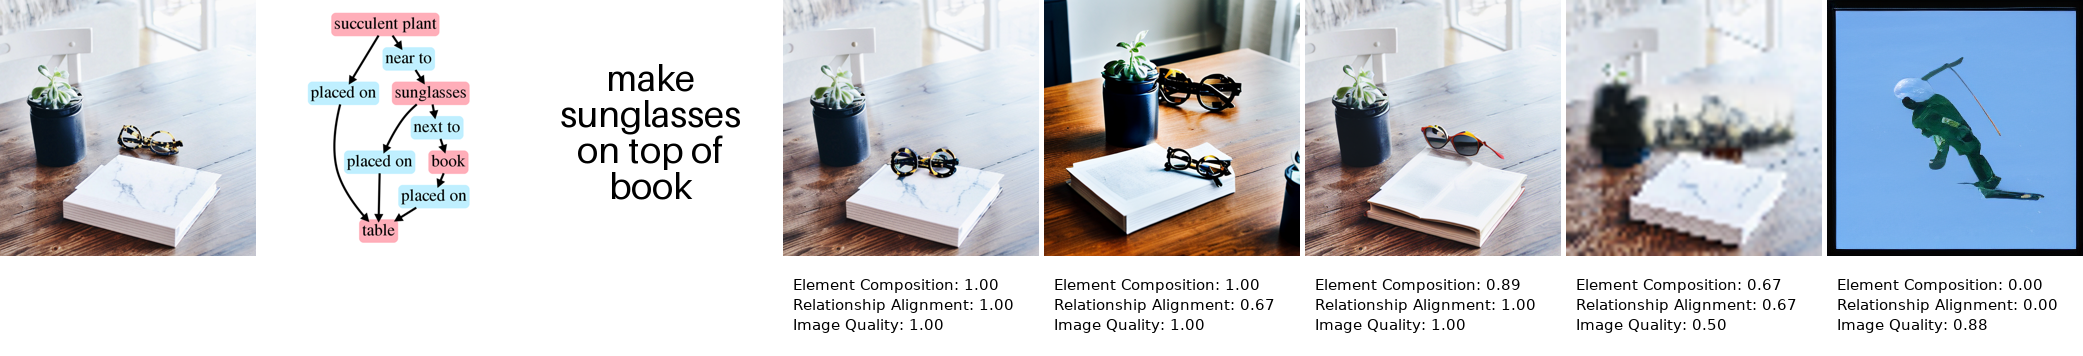 succulent plant
near to
placed on
sunglasses
next to
placed on
book
placed on
table
make
sunglasses
on top of
book
Element Composition: 1.00
Relationship Alignment: 1.00
Image Quality: 1.00
Element Composition: 1.00
Relationship Alignment: 0.67
Image Quality: 1.00
Element Composition: 0.89
Relationship Alignment: 1.00
Image Quality: 1.00
Element Composition: 0.67
Relationship Alignment: 0.67
Image Quality: 0.50
Element Composition: 0.00
Relationship Alignment: 0.00
Image Quality: 0.88